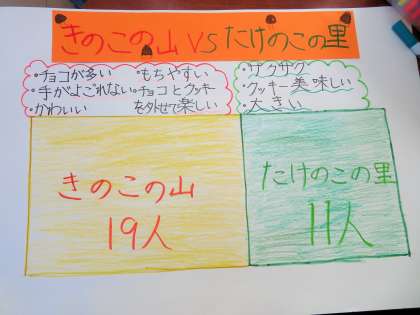 きのこの山 VS たけのこの里
・チョコが多い
・手がよごれない
・かわいい
・もちやすい
・チョコとクッキー
を外せて楽しい
・ザクザク
・クッキー美味しい
・大きい
きのこの山
19人
たけのこの里
11人